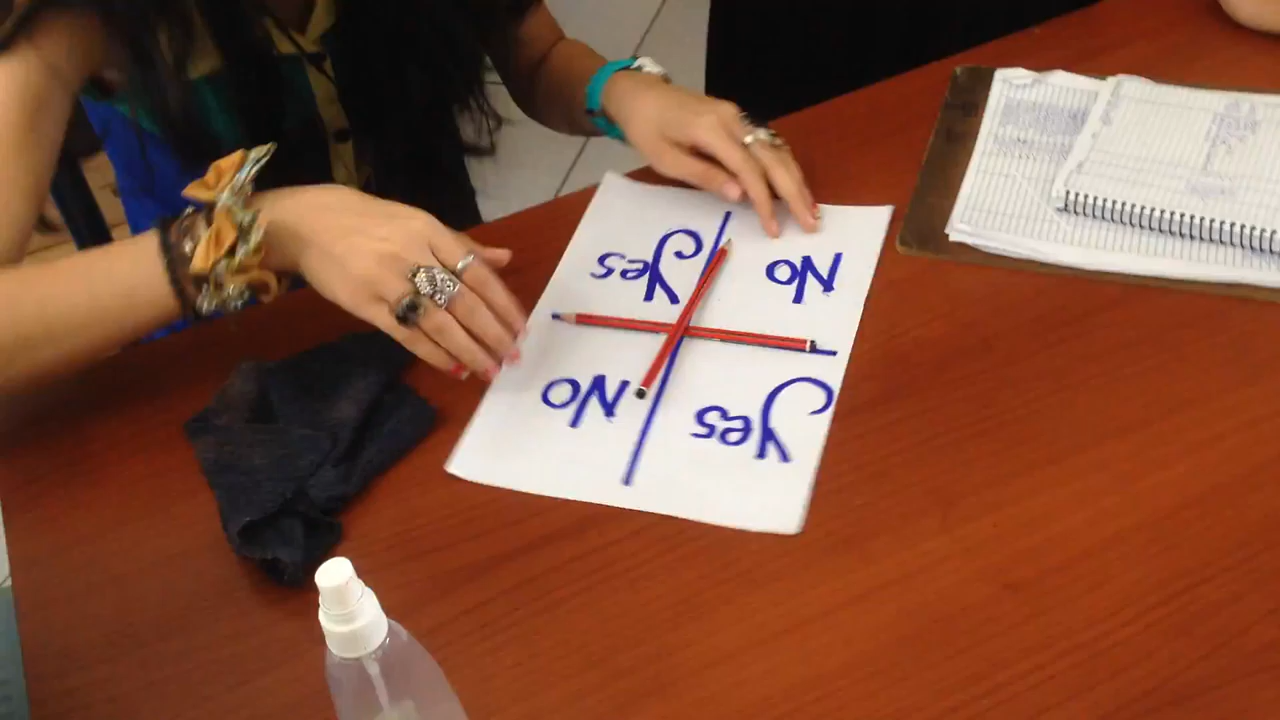 Yes No
No Yes